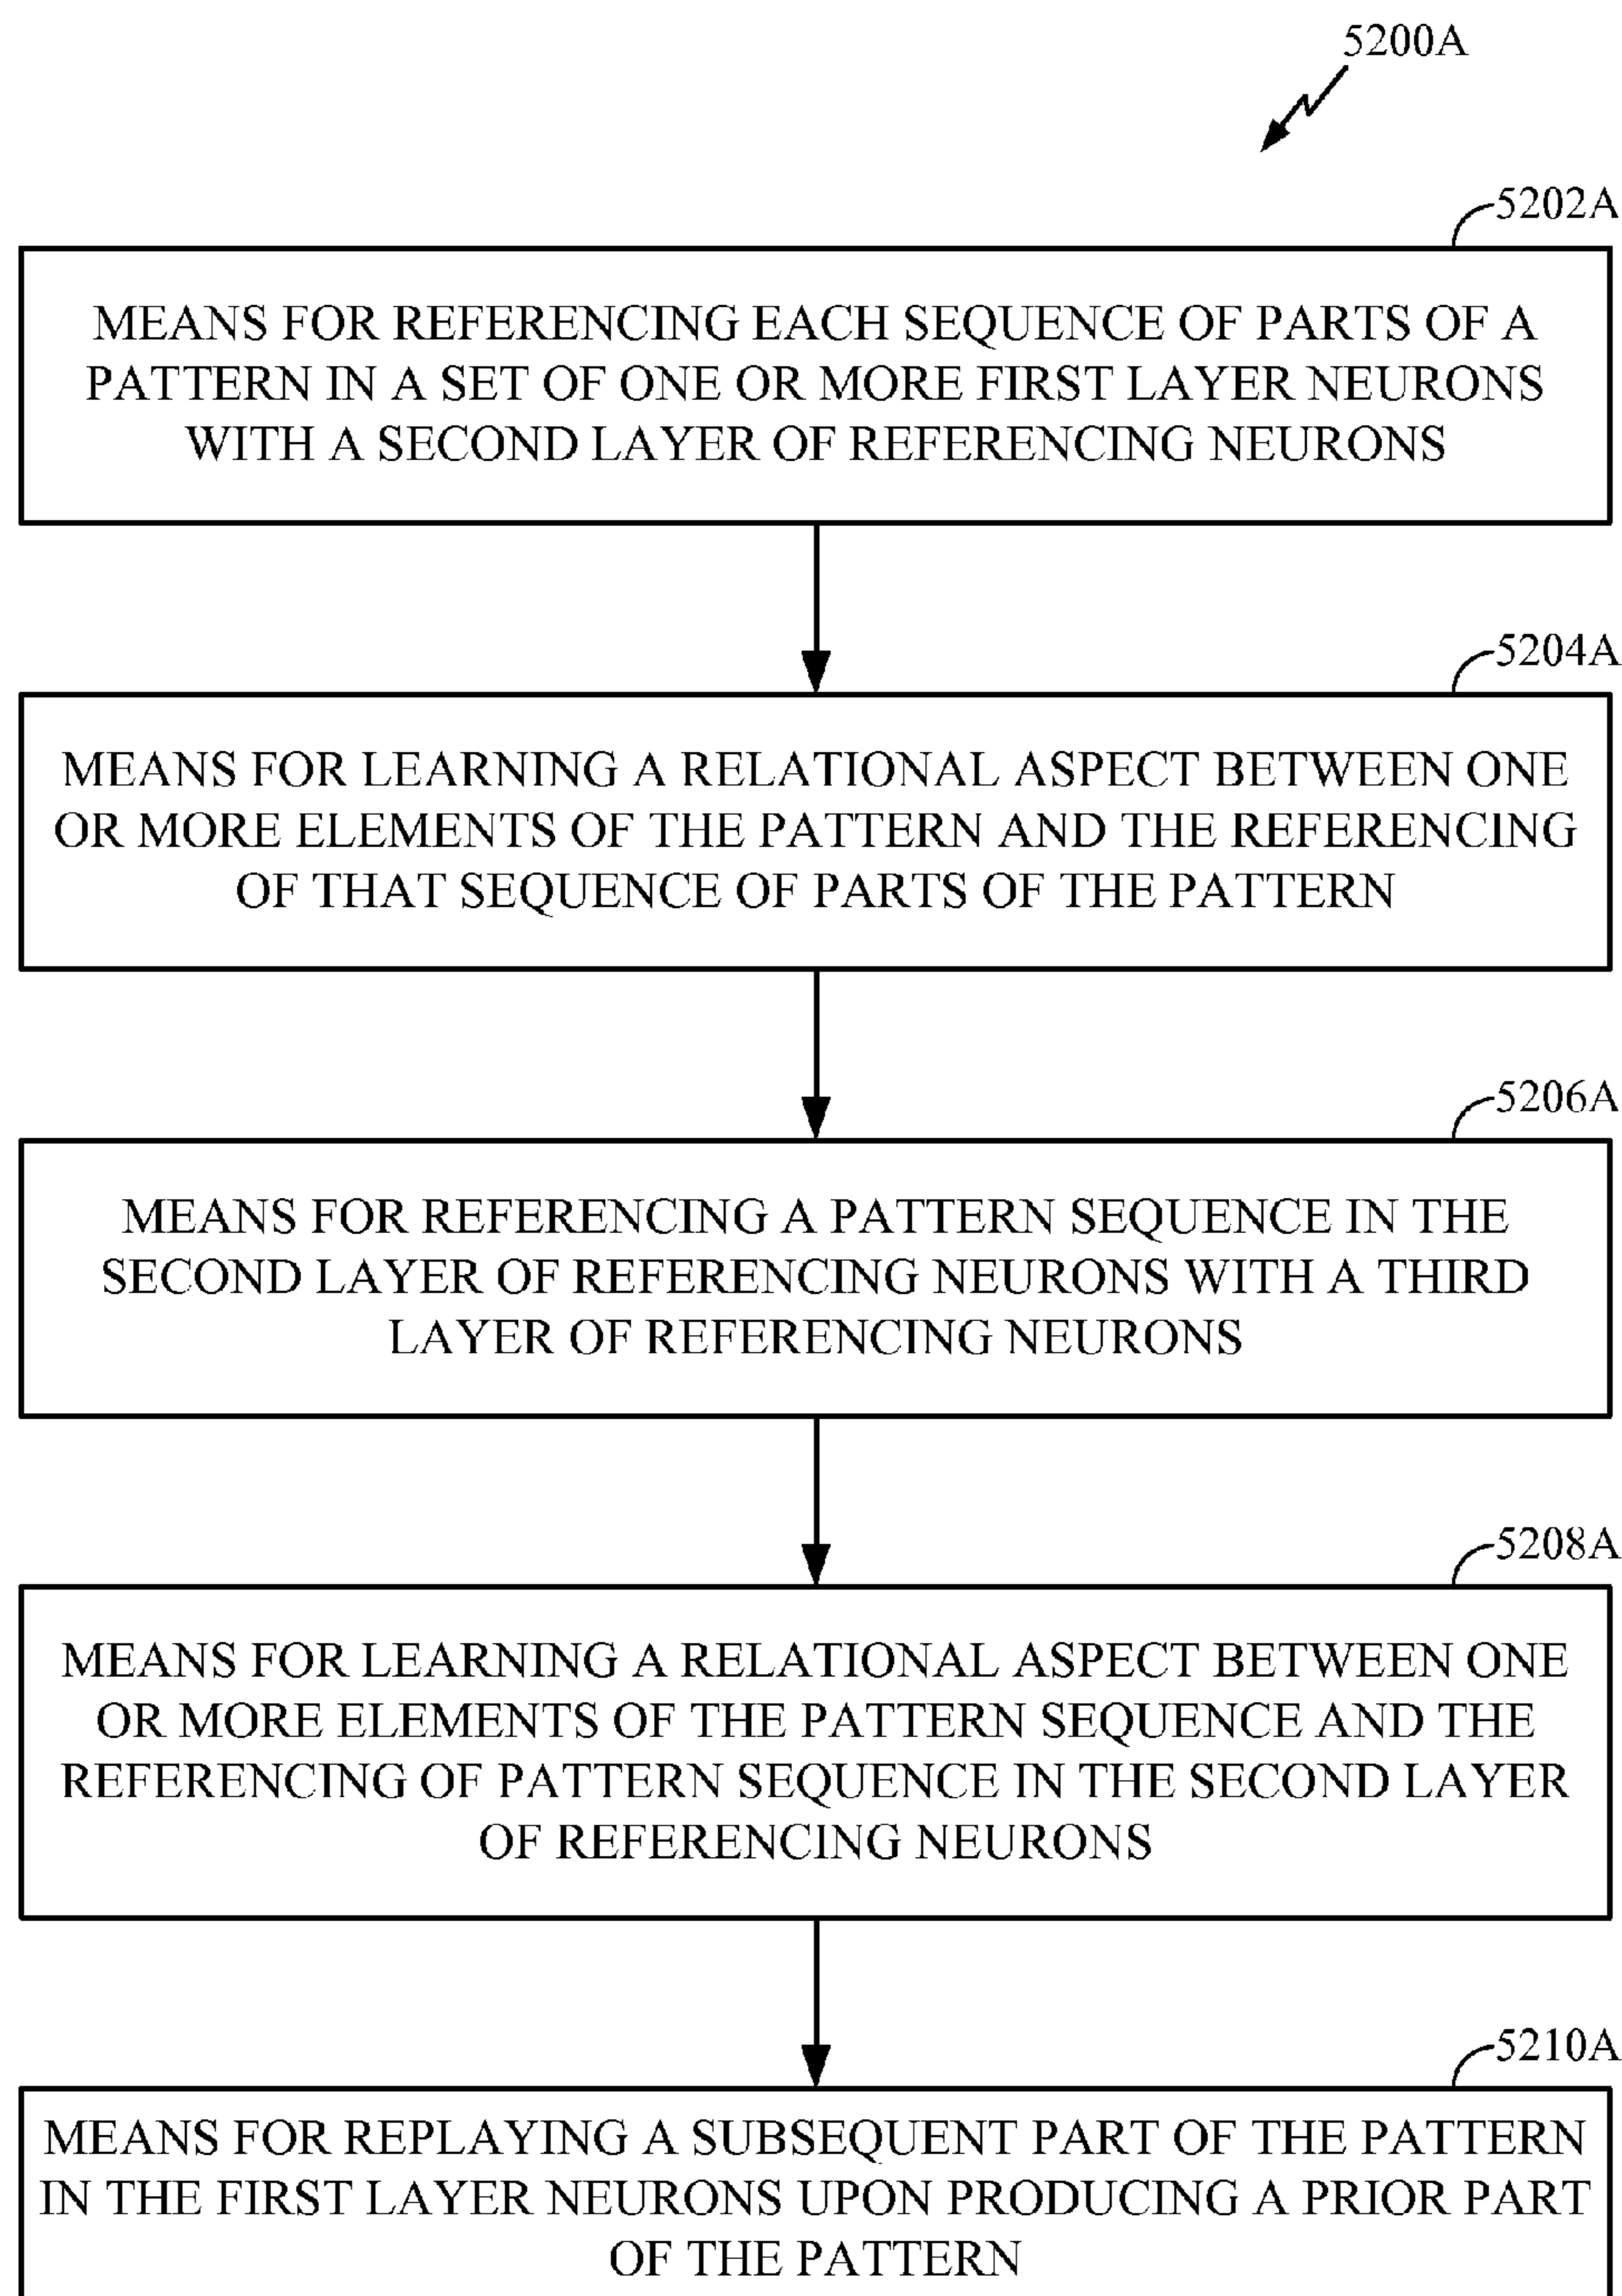 5200A
5202A
MEANS FOR REFERENCING EACH SEQUENCE OF PARTS OF A
PATTERN IN A SET OF ONE OR MORE FIRST LAYER NEURONS
WITH A SECOND LAYER OF REFERENCING NEURONS
5204A
MEANS FOR LEARNING A RELATIONAL ASPECT BETWEEN ONE
OR MORE ELEMENTS OF THE PATTERN AND THE REFERENCING
OF THAT SEQUENCE OF PARTS OF THE PATTERN
5206A
MEANS FOR REFERENCING A PATTERN SEQUENCE IN THE
SECOND LAYER OF REFERENCING NEURONS WITH A THIRD
LAYER OF REFERENCING NEURONS
5208A
MEANS FOR LEARNING A RELATIONAL ASPECT BETWEEN ONE
OR MORE ELEMENTS OF THE PATTERN SEQUENCE AND THE
REFERENCING OF PATTERN SEQUENCE IN THE SECOND LAYER
OF REFERENCING NEURONS
5210A
MEANS FOR REPLAYING A SUBSEQUENT PART OF THE PATTERN
IN THE FIRST LAYER NEURONS UPON PRODUCING A PRIOR PART
OF THE PATTERN